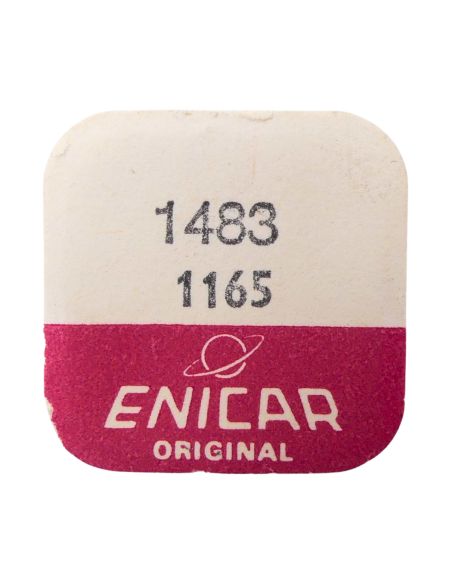 1483
1165
ENICAR
ORIGINAL